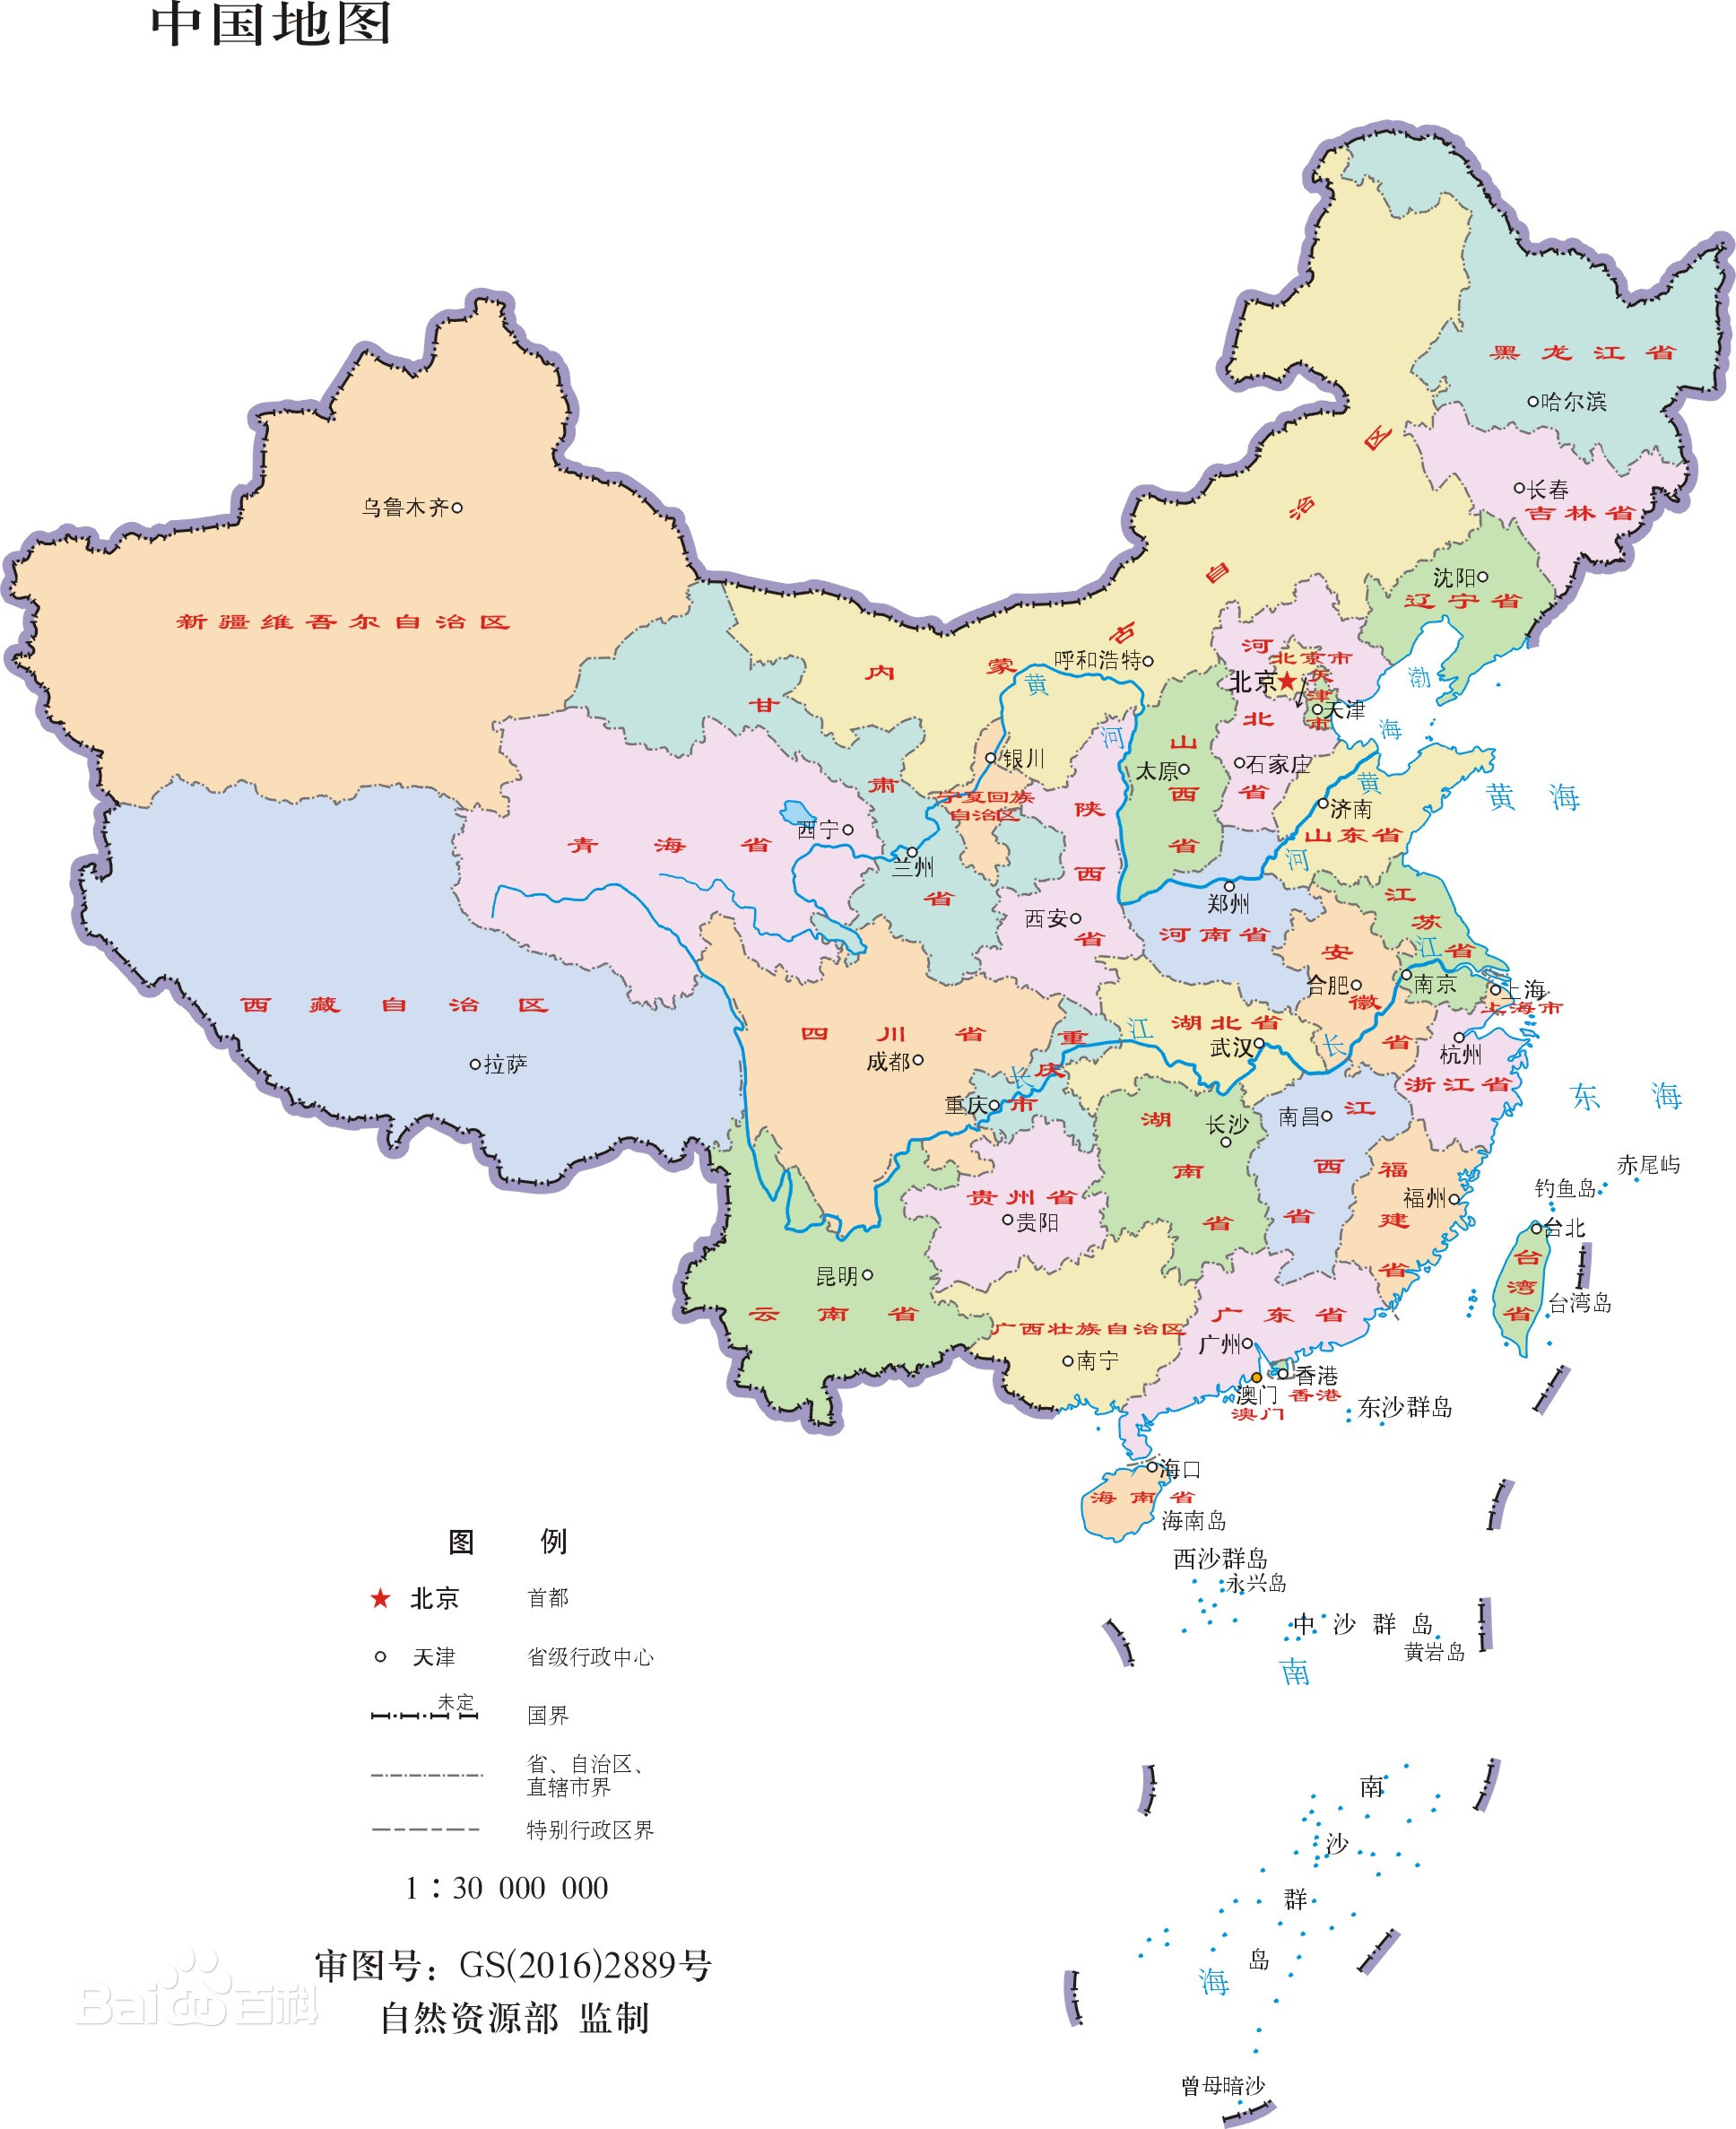 中国地图
黑龙江省
哈尔滨
长春
吉林省
沈阳
辽宁省
内蒙古自治区
呼和浩特
乌鲁木齐
新疆维吾尔自治区
甘肃省
兰州
青海省
西宁
银川
宁夏回族
自治区
陕西省
西安
山西省
太原
河北省
石家庄
北京市
北京
天津市
天津
渤海
黄河
黄河
济南
山东省
黄海
郑州
河南省
江苏省
南京
安徽省
合肥
上海
上海市
杭州
浙江省
湖北省
武汉
长江
长江
重庆市
重庆
四川省
成都
西藏自治区
拉萨
湖南省
长沙
江西省
南昌
福建省
福州
东海
赤尾屿
钓鱼岛
台北
台湾省
台湾岛
贵州省
贵阳
昆明
云南省
广西壮族自治区
南宁
广东省
广州
香港
香港
澳门
澳门
东沙群岛
海口
海南省
海南岛
西沙群岛
永兴岛
中沙群岛
黄岩岛
南海
南沙群岛
曾母暗沙
图例
北京 首都
天津 省级行政中心
未定
国界
省、自治区、
直辖市界
特别行政区界
1:30 000 000
审图号：GS(2016)2889号
自然资源部 监制
Bai百科